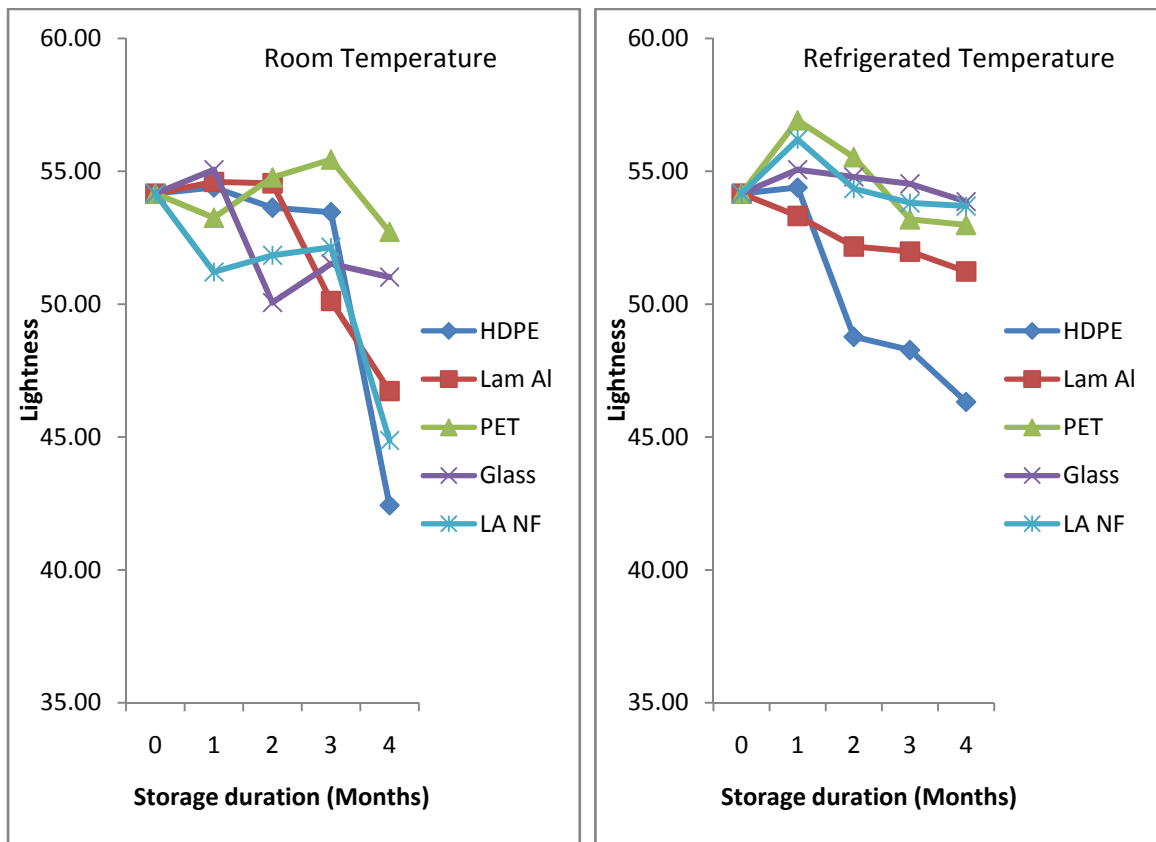 Room Temperature
60.00
55.00
50.00
45.00
40.00
35.00
Lightness
HDPE
Lam Al
PET
Glass
LA NF
0 1 2 3 4
Storage duration (Months)
Refrigerated Temperature
60.00
55.00
50.00
45.00
40.00
35.00
Lightness
HDPE
Lam Al
PET
Glass
LA NF
0 1 2 3 4
Storage duration (Months)